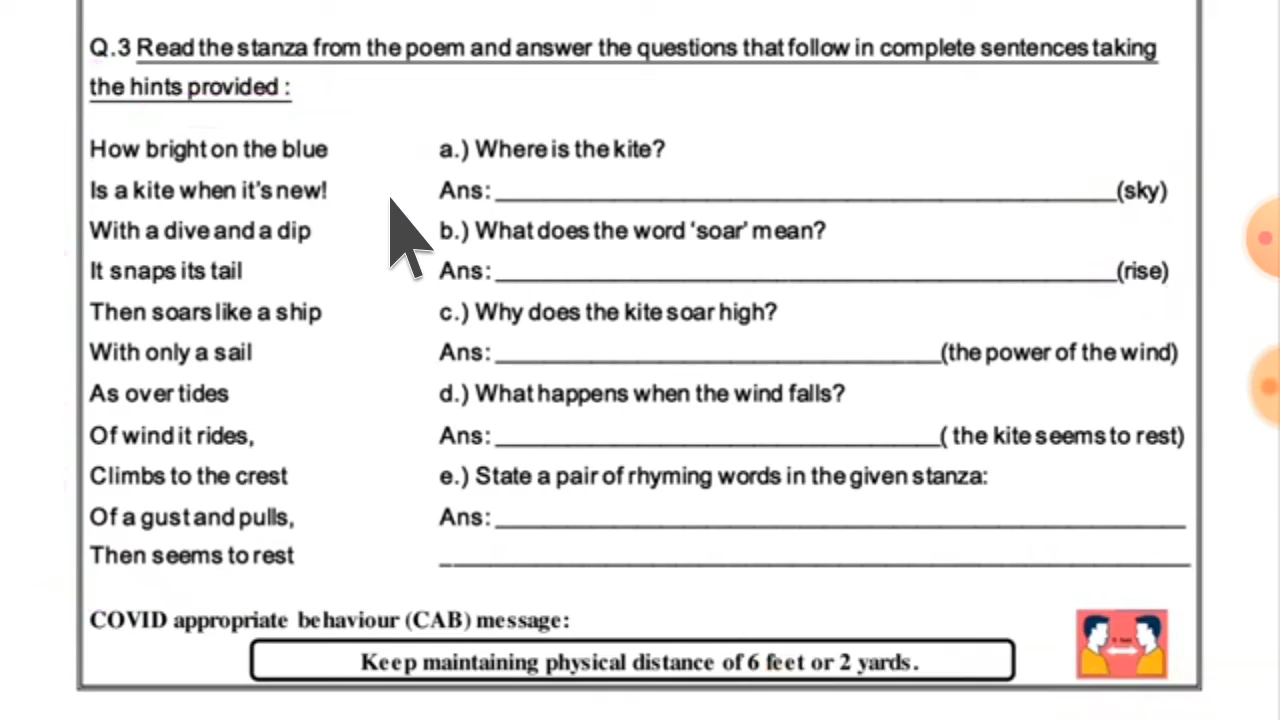 Q.3 Read the stanza from the poem and answer the questions that follow in complete sentences taking
the hints provided :
How bright on the blue
Is a kite when it's new!
With a dive and a dip
It snaps its tail
Then soars like a ship
With only a sail
As over tides
Of wind it rides,
Climbs to the crest
Of a gust and pulls,
Then seems to rest
a.) Where is the kite?
Ans: ______________________________ (sky)
b.) What does the word 'soar' mean?
Ans: ______________________________ (rise)
c.) Why does the kite soar high?
Ans: ______________________________ (the power of the wind)
d.) What happens when the wind falls?
Ans: ______________________________ ( the kite seems to rest)
e.) State a pair of rhyming words in the given stanza:
Ans: ______________________________
COVID appropriate behaviour (CAB) message:
Keep maintaining physical distance of 6 feet or 2 yards.